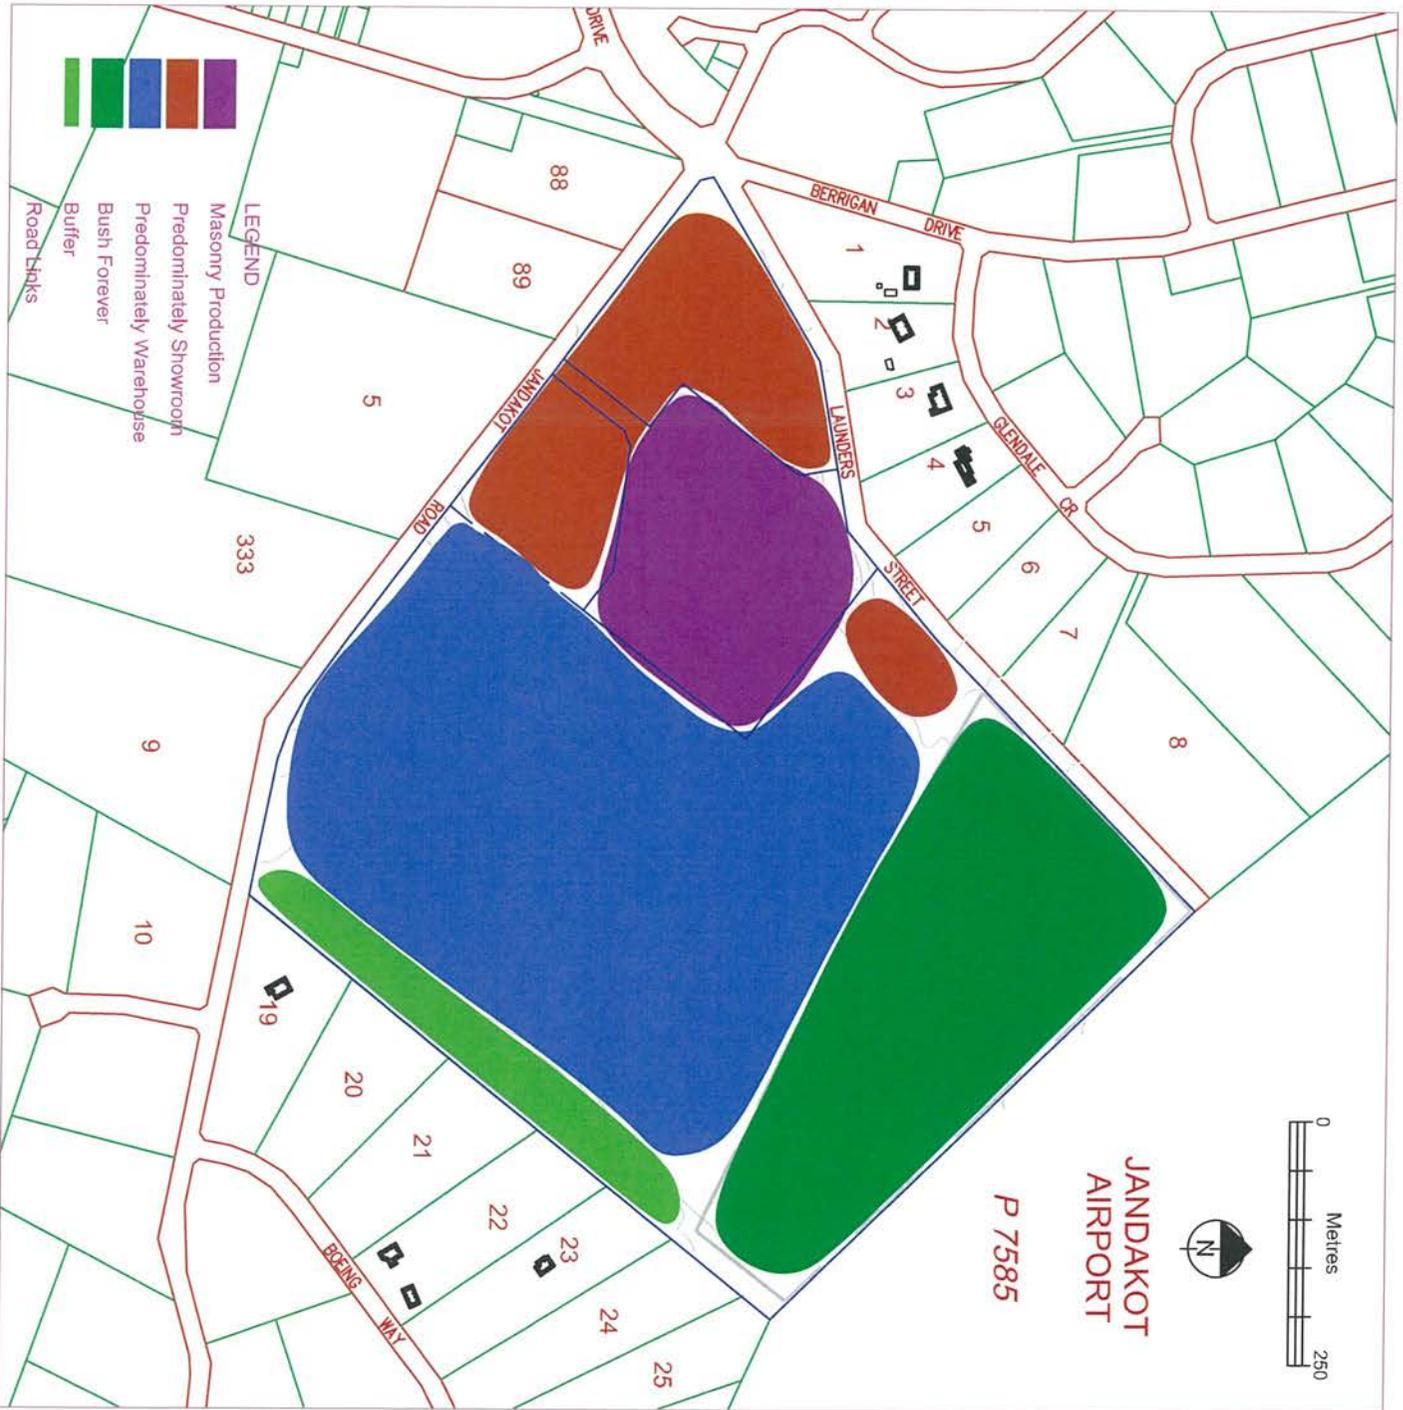 LEGEND
Masonry Production
Predominately Showroom
Predominately Warehouse
Bush Forever
Buffer
Road Links
JANDAKOT
AIRPORT
P 7585
N
0
Metres
250
DRIVE
BERRIGAN
DRIVE
GLENDALE
CR
LAUNDERS
STREET
JANDAKOT
ROAD
BOEING
WAY
88
89
5
333
9
10
1
2
3
4
5
6
7
8
19
20
21
22
23
24
25